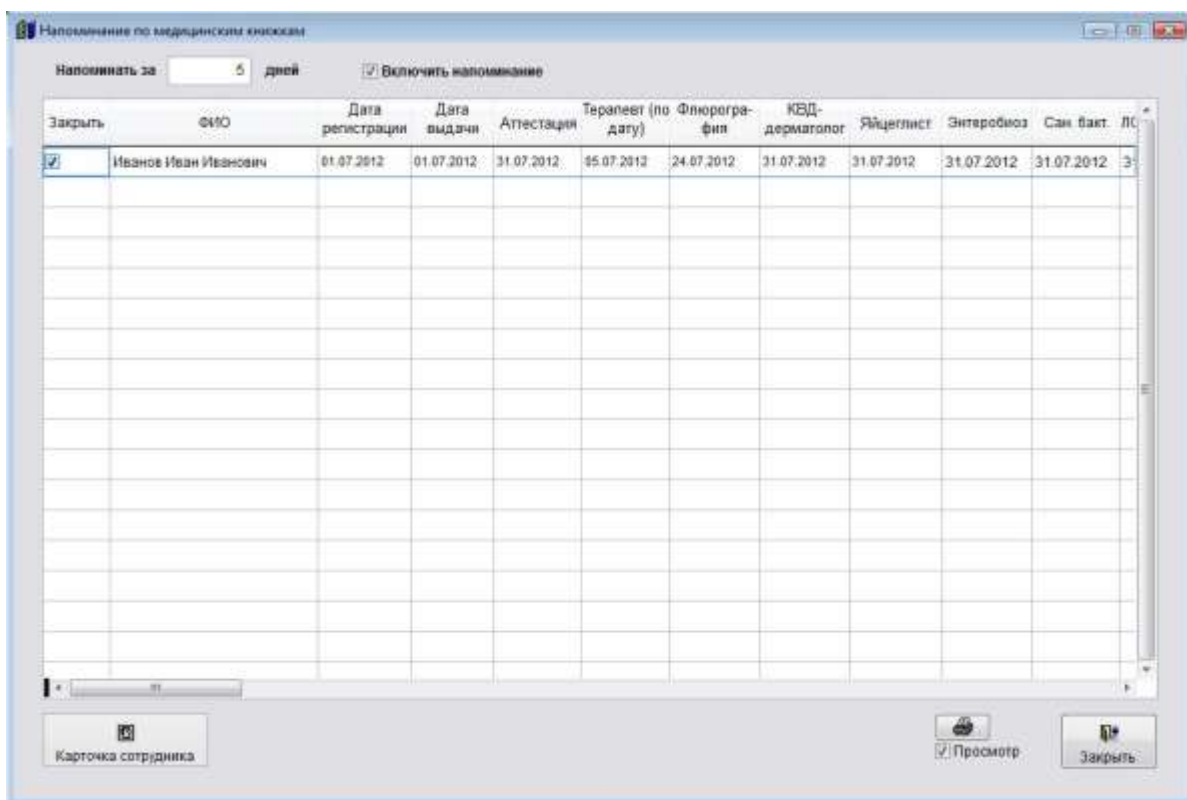 Напоминание по медицинским книжкам
Напоминать за 5 дней Включить напоминание
Закрыть ФИО Дата регистрации Дата выдачи Аттестация Терапевт (по дату) Флюорогра-фия КВД-дерматолог Яйцеглист Энтеробиоз Сан. бакт.
Иванов Иван Иванович 01.07.2012 01.07.2012 31.07.2012 05.07.2012 24.07.2012 31.07.2012 31.07.2012 31.07.2012 31.07.2012
Карточка сотрудника
Просмотр
Закрыть